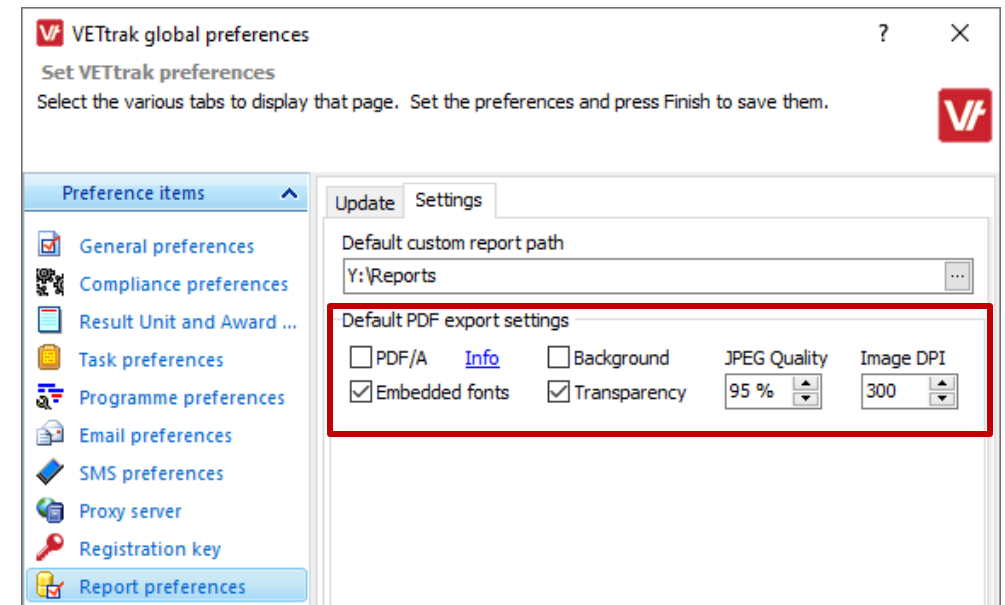 VETtrak global preferences
?
Set VETtrak preferences
Select the various tabs to display that page. Set the preferences and press Finish to save them.
Preference items
General preferences
Compliance preferences
Result Unit and Award ...
Task preferences
Programme preferences
Email preferences
SMS preferences
Proxy server
Registration key
Report preferences
Update Settings
Default custom report path
Y:\Reports
...
Default PDF export settings
PDF/A Info Background JPEG Quality Image DPI
Embedded fonts Transparency 95 % 300